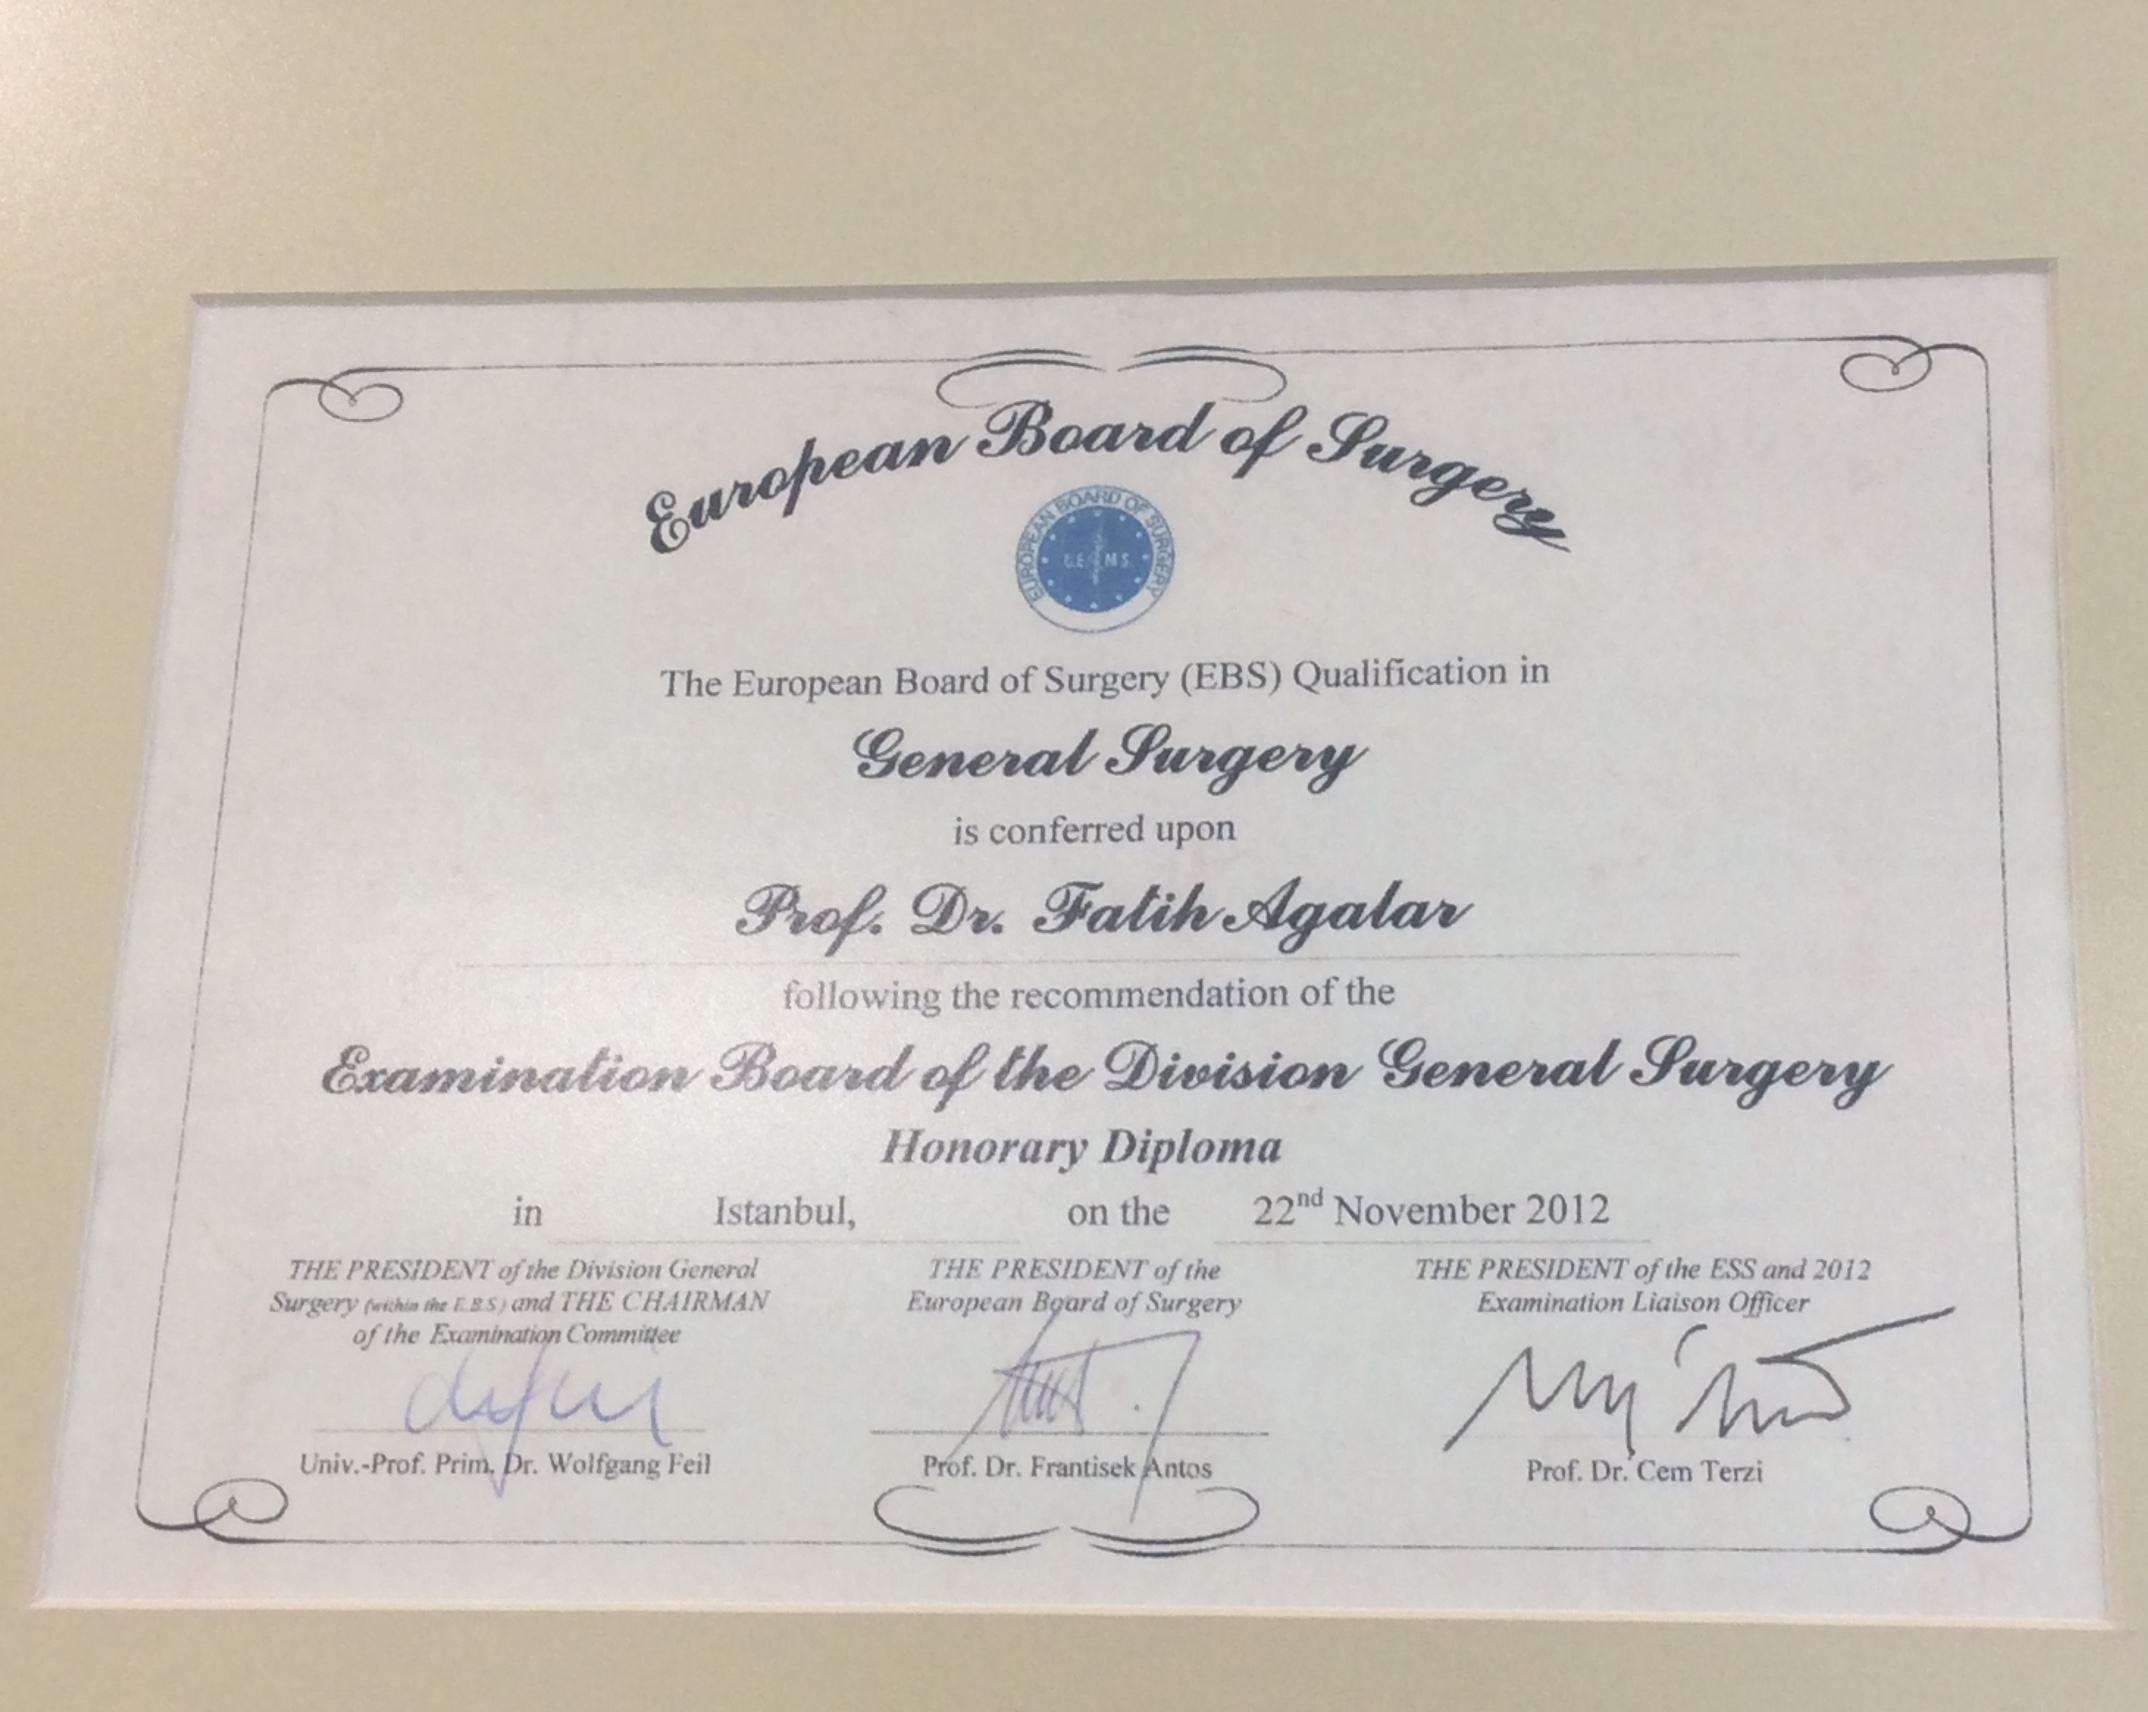 European Board of Surgery
EUROPEAN BOARD OF SURGERY
U.E.M.S.
The European Board of Surgery (EBS) Qualification in
General Surgery
is conferred upon
Prof. Dr. Fatih Agalar
following the recommendation of the
Examination Board of the Division General Surgery
Honorary Diploma
in Istanbul, on the 22nd November 2012
THE PRESIDENT of the Division General
Surgery (within the E.B.S) and THE CHAIRMAN
of the Examination Committee
Univ.-Prof. Prim. Dr. Wolfgang Feil
THE PRESIDENT of the
European Board of Surgery
Prof. Dr. Frantisek Antos
THE PRESIDENT of the ESS and 2012
Examination Liaison Officer
Prof. Dr. Cem Terzi